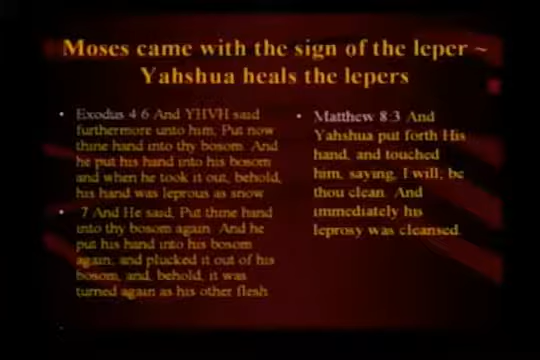 Moses came with the sign of the leper ~
Yahshua heals the lepers
• Exodus 4:6 And YHVH said
furthermore unto him, Put now
thine hand into thy bosom. And
he put his hand into his bosom
and when he took it out, behold,
his hand was leprous as snow
• 7 And He said, Put thine hand
into thy bosom again. And he
put his hand into his bosom
again; and plucked it out of his
bosom, and, behold, it was
turned again as his other flesh
• Matthew 8:3 And
Yahshua put forth His
hand, and touched
him, saying, I will; be
thou clean. And
immediately his
leprosy was cleansed.